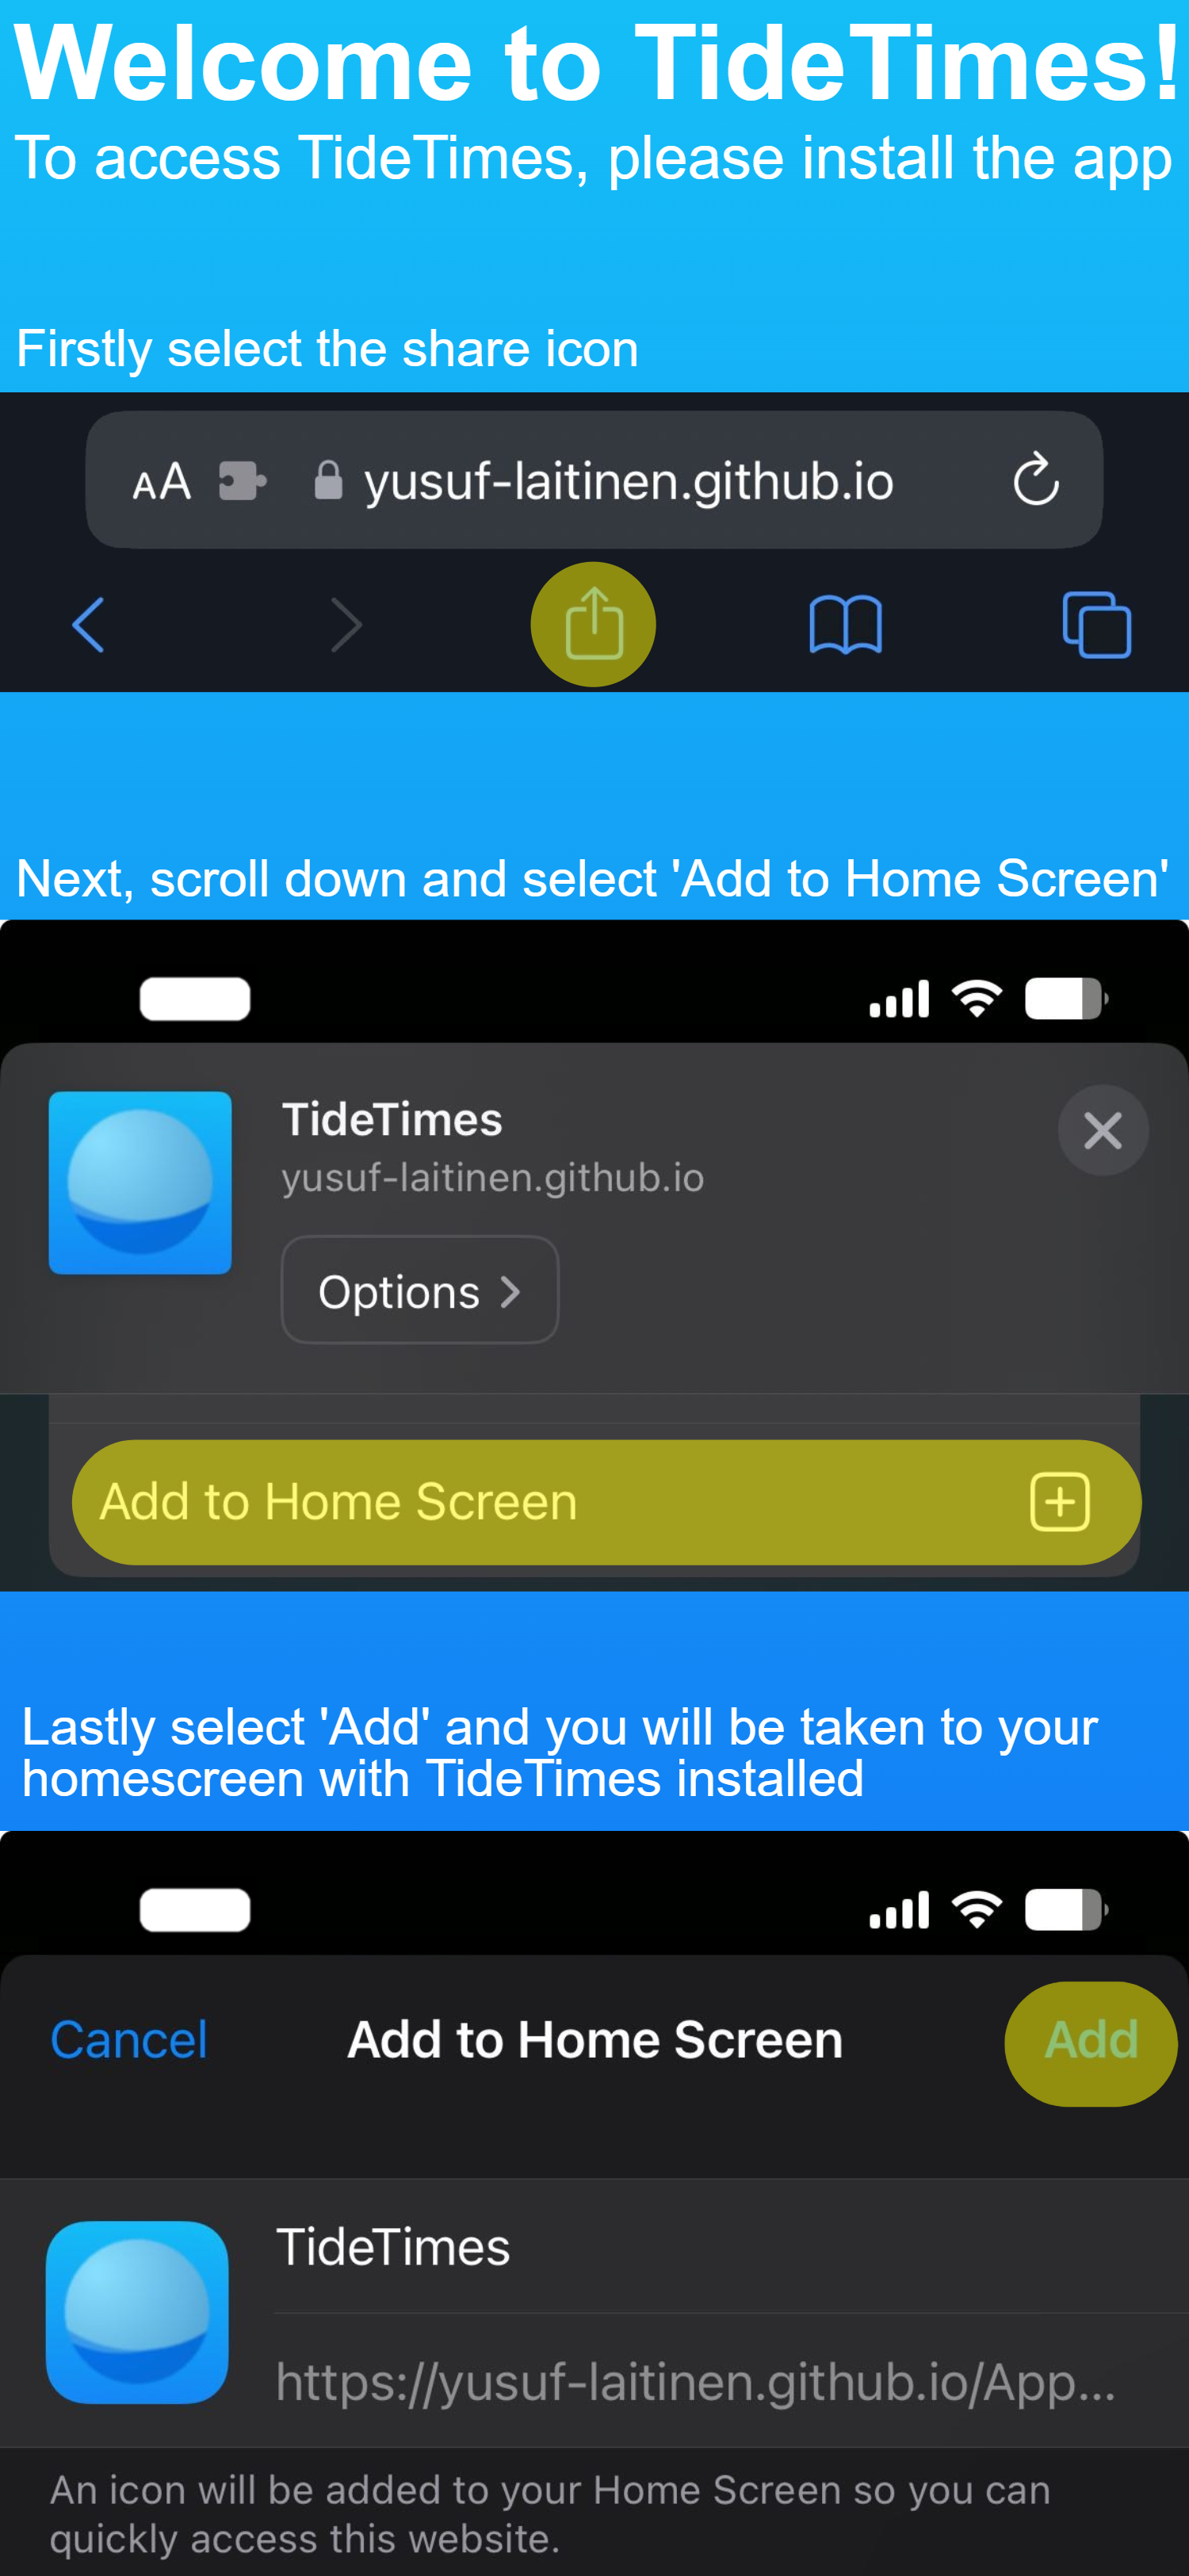 Welcome to TideTimes!
To access TideTimes, please install the app
Firstly select the share icon
AA yusuf-laitinen.github.io
Next, scroll down and select 'Add to Home Screen'
TideTimes
yusuf-laitinen.github.io
Options
Add to Home Screen
Lastly select 'Add' and you will be taken to your
homescreen with TideTimes installed
Cancel Add to Home Screen Add
TideTimes
https://yusuf-laitinen.github.io/App...
An icon will be added to your Home Screen so you can
quickly access this website.